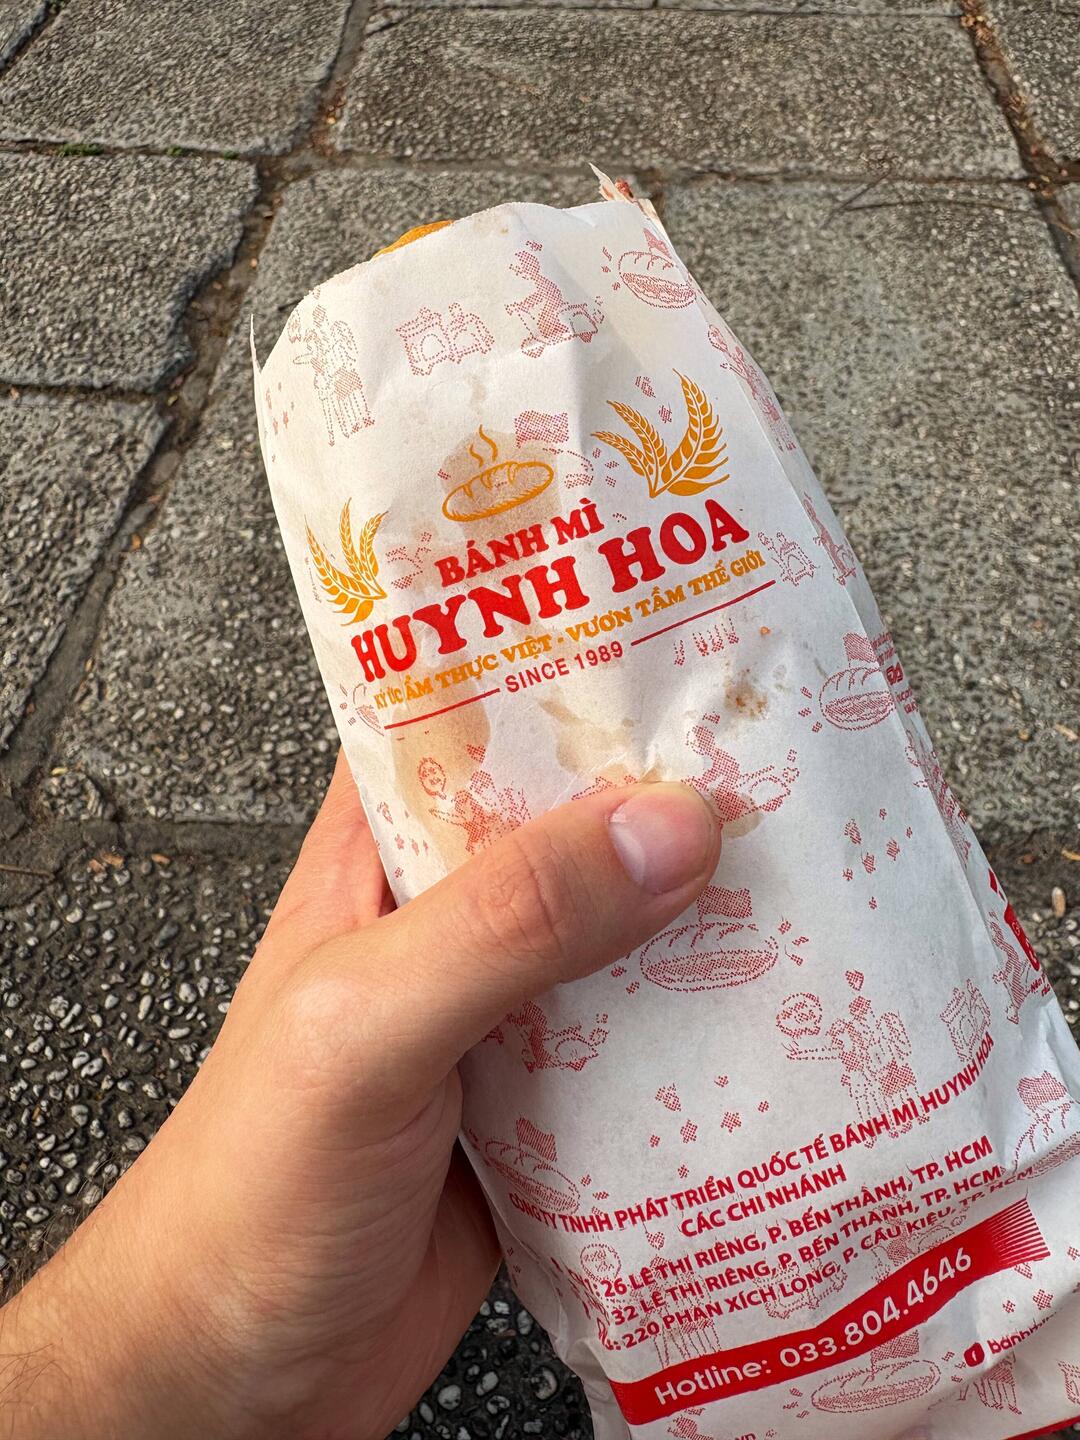 BÁNH MÌ
HUYNH HOA
KÝ ỨC ẨM THỰC VIỆT - VƯƠN TẦM THẾ GIỚI
SINCE 1989
CÔNG TY TNHH PHÁT TRIỂN QUỐC TẾ BÁNH MÌ HUYNH HOA
CÁC CHI NHÁNH
26 LÊ THỊ RIÊNG, P. BẾN THÀNH, TP. HCM
32 LÊ THỊ RIÊNG, P. BẾN THÀNH, TP. HCM
220 PHAN XÍCH LONG, P. CẦU KIỆU, TP. HCM
Hotline: 033.804.4646